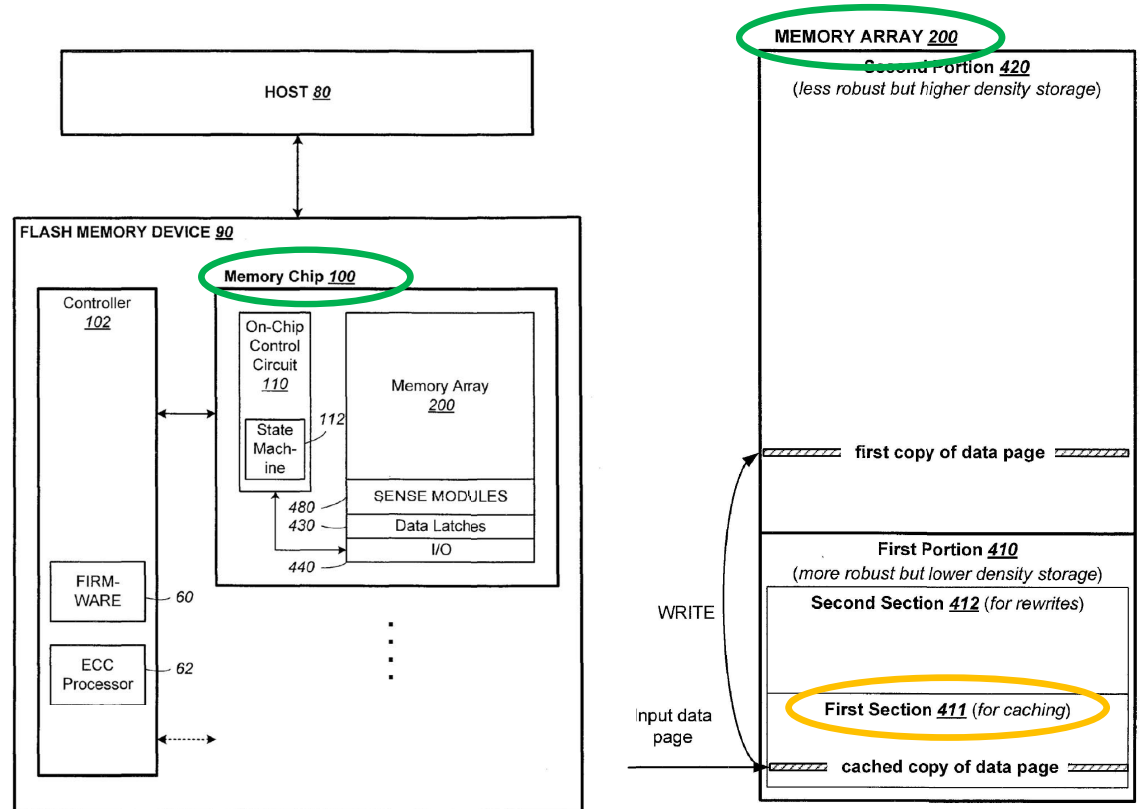 HOST 80
FLASH MEMORY DEVICE 90
Memory Chip 100
Controller
102
On-Chip
Control
Circuit
110
State
Mach-
ine
112
Memory Array
200
SENSE MODULES
480
Data Latches
430
I/O
440
FIRM-
WARE
60
ECC
Processor
62
MEMORY ARRAY 200
Second Portion 420
(less robust but higher density storage)
first copy of data page
First Portion 410
(more robust but lower density storage)
Second Section 412 (for rewrites)
WRITE
First Section 411 (for caching)
Input data
page
cached copy of data page